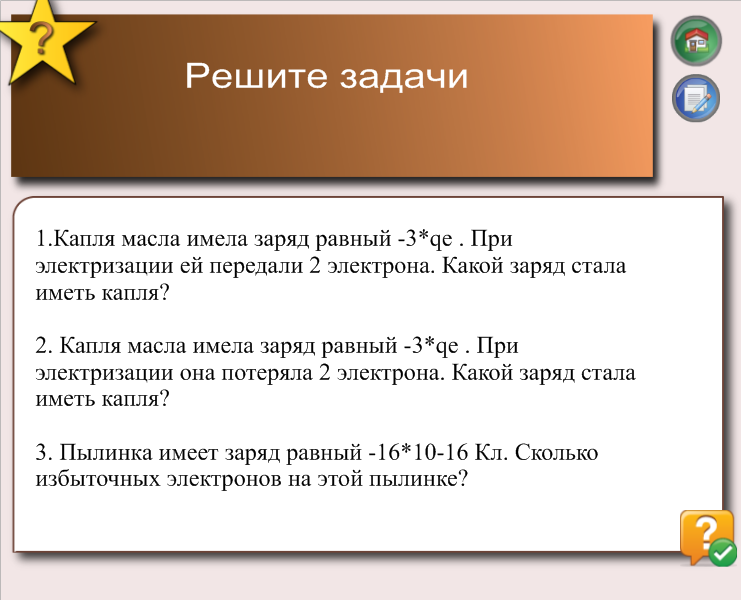 ?
Решите задачи
1.Капля масла имела заряд равный -3*qe . При
электризации ей передали 2 электрона. Какой заряд стала
иметь капля?
2. Капля масла имела заряд равный -3*qe . При
электризации она потеряла 2 электрона. Какой заряд стала
иметь капля?
3. Пылинка имеет заряд равный -16*10-16 Кл. Сколько
избыточных электронов на этой пылинке?
?